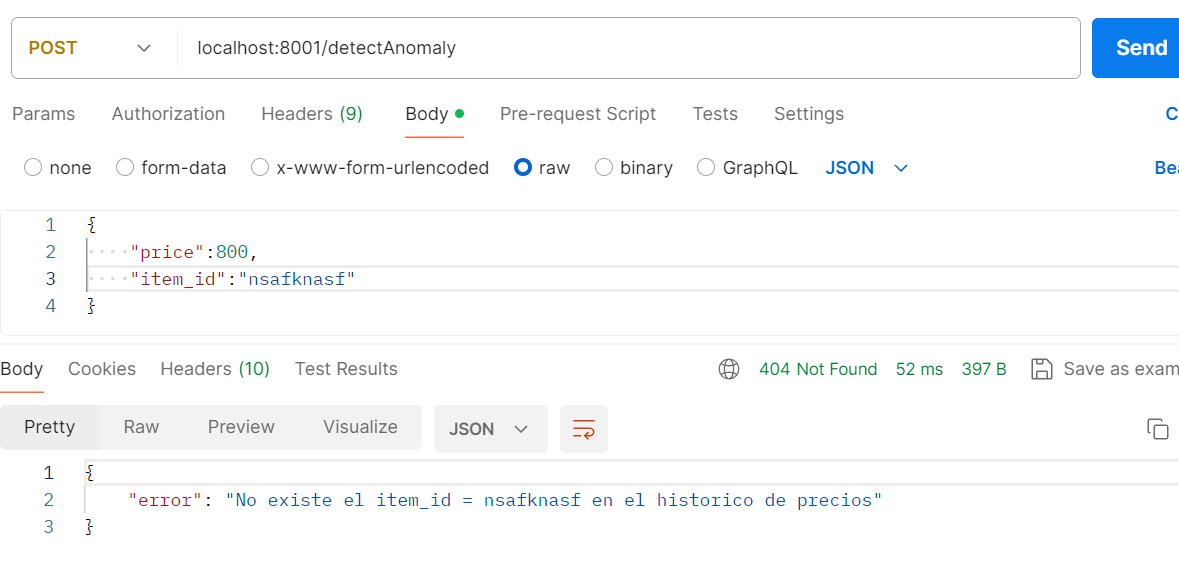 POST localhost:8001/detectAnomaly Send
Params Authorization Headers (9) Body Pre-request Script Tests Settings C
none form-data x-www-form-urlencoded raw binary GraphQL JSON Bea
1 {
2 "price":800,
3 "item_id":"nsafknasf"
4 }
Body Cookies Headers (10) Test Results 404 Not Found 52 ms 397 B Save as exam
Pretty Raw Preview Visualize JSON
1 {
2 "error": "No existe el item_id = nsafknasf en el historico de precios"
3 }